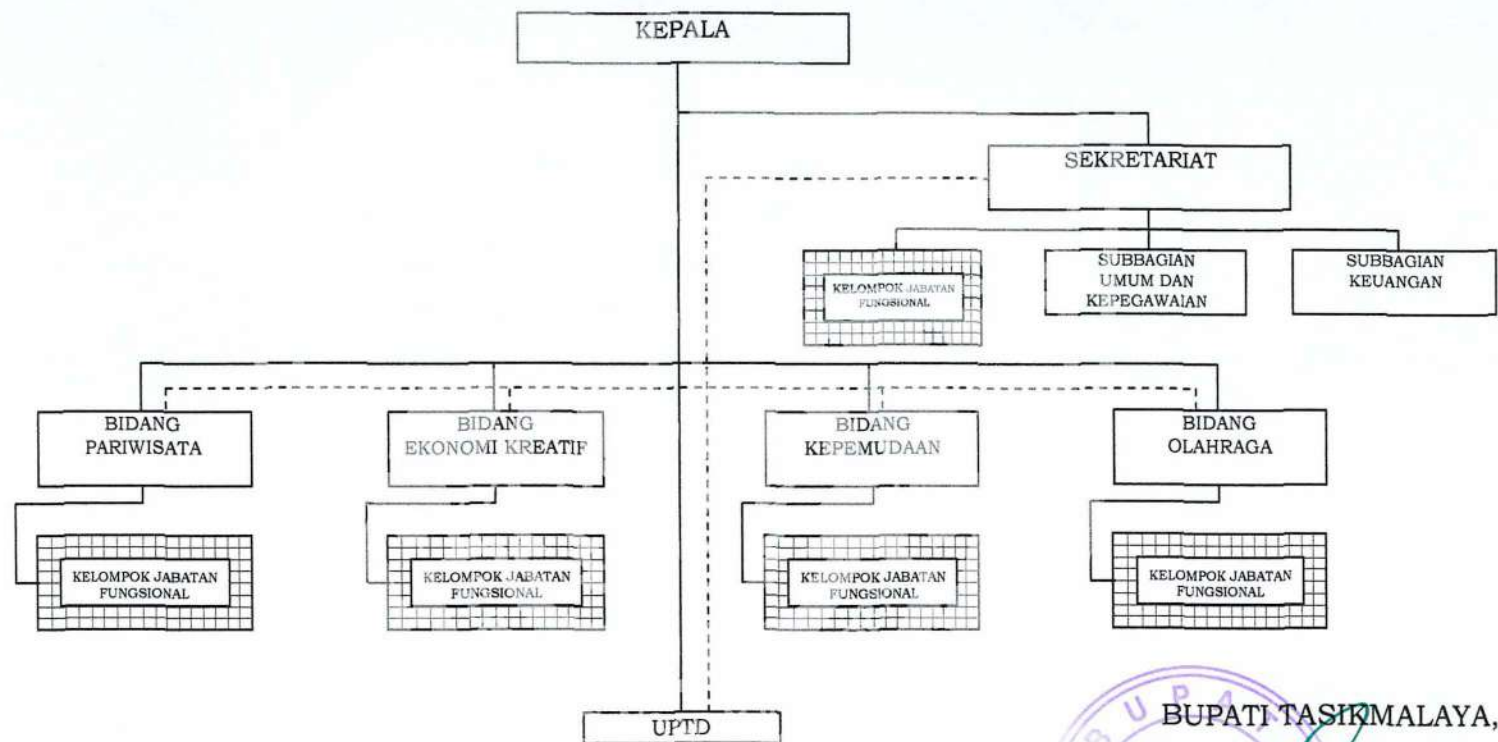 KEPALA
SEKRETARIAT
KELOMPOK JABATAN
FUNGSIONAL
SUBBAGIAN
UMUM DAN
KEPEGAWAIAN
SUBBAGIAN
KEUANGAN
BIDANG
PARIWISATA
BIDANG
EKONOMI KREATIF
BIDANG
KEPEMUDAAN
BIDANG
OLAHRAGA
KELOMPOK JABATAN
FUNGSIONAL
KELOMPOK JABATAN
FUNGSIONAL
KELOMPOK JABATAN
FUNGSIONAL
KELOMPOK JABATAN
FUNGSIONAL
UPTD
BUPATI TASIKMALAYA,
BUPAT